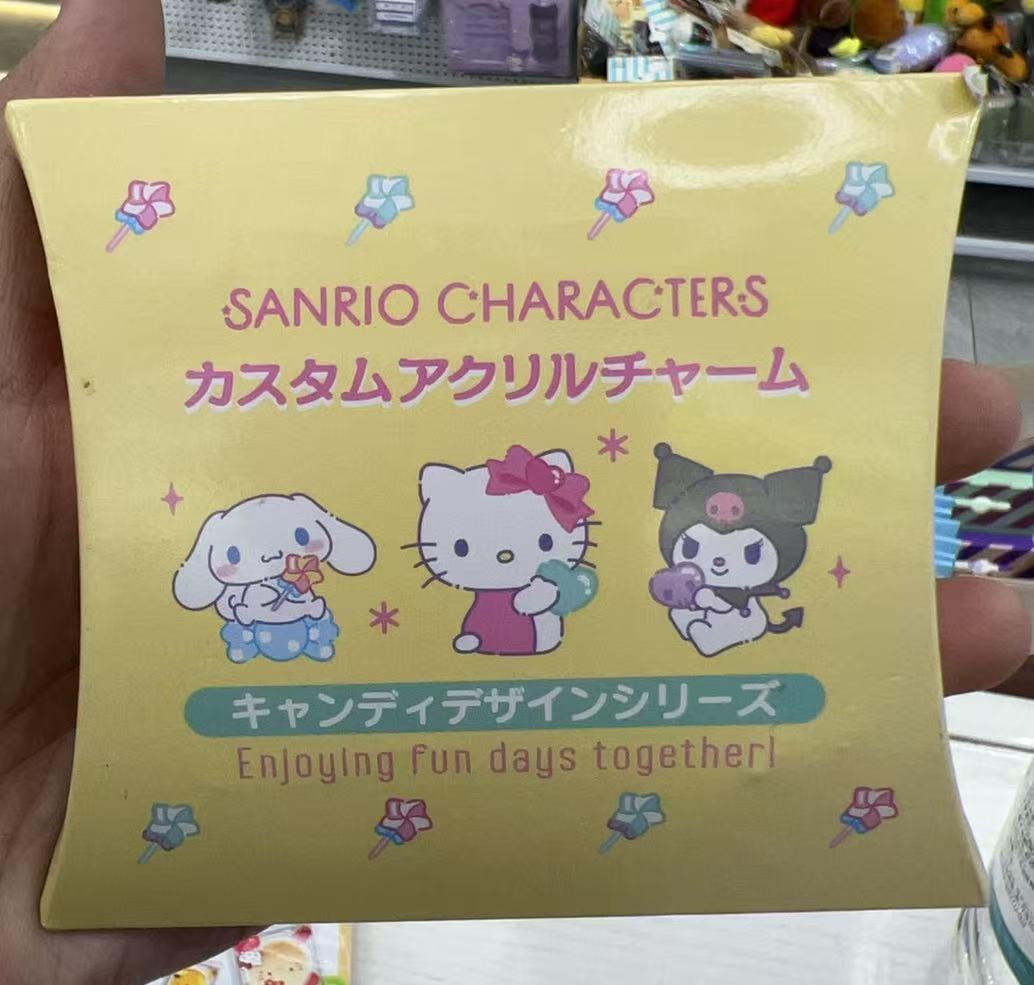 SANRIO CHARACTERS
カスタムアクリルチャーム
キャンディデザインシリーズ
Enjoying fun days together!